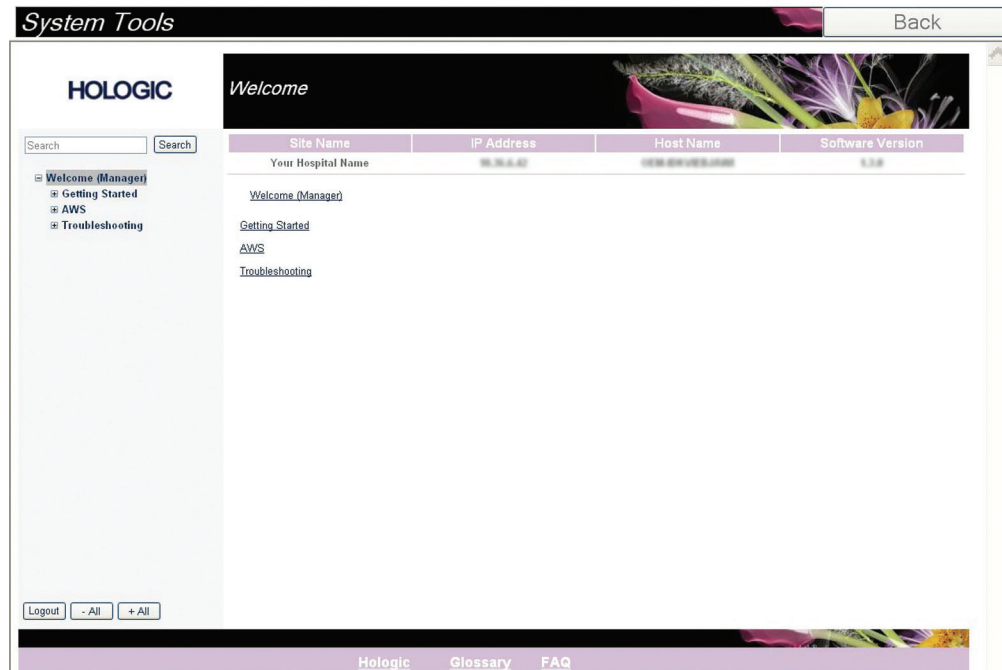 System Tools
Back
HOLOGIC
Welcome
Search Search
Site Name IP Address Host Name Software Version
Your Hospital Name
Welcome (Manager)
Getting Started
AWS
Troubleshooting
Welcome (Manager)
Getting Started
AWS
Troubleshooting
Logout - All + All
Hologic Glossary FAQ